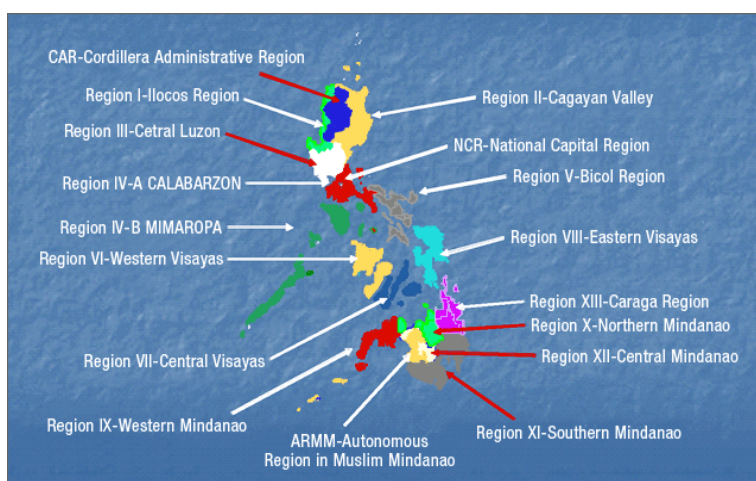 CAR-Cordillera Administrative Region
Region I-Ilocos Region
Region II-Cagayan Valley
Region III-Cetral Luzon
NCR-National Capital Region
Region IV-A CALABARZON
Region V-Bicol Region
Region IV-B MIMAROPA
Region VIII-Eastern Visayas
Region VI-Western Visayas
Region XIII-Caraga Region
Region X-Northern Mindanao
Region VII-Central Visayas
Region XII-Central Mindanao
Region IX-Western Mindanao
Region XI-Southern Mindanao
ARMM-Autonomous
Region in Muslim Mindanao